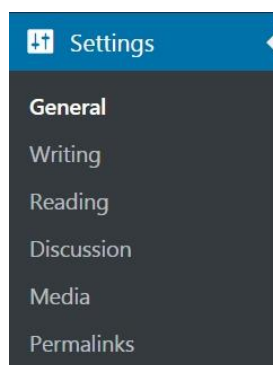 Settings
General
Writing
Reading
Discussion
Media
Permalinks